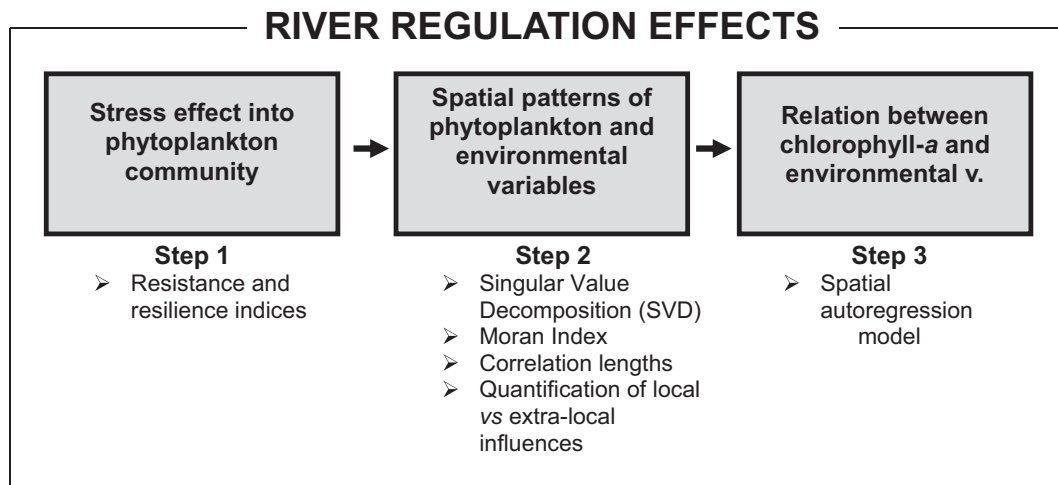 RIVER REGULATION EFFECTS
Stress effect into
phytoplankton
community
Step 1
➢ Resistance and
resilience indices
Spatial patterns of
phytoplankton and
environmental
variables
Step 2
➢ Singular Value
Decomposition (SVD)
➢ Moran Index
➢ Correlation lengths
➢ Quantification of local
vs extra-local
influences
Relation between
chlorophyll-a and
environmental v.
Step 3
➢ Spatial
autoregression
model